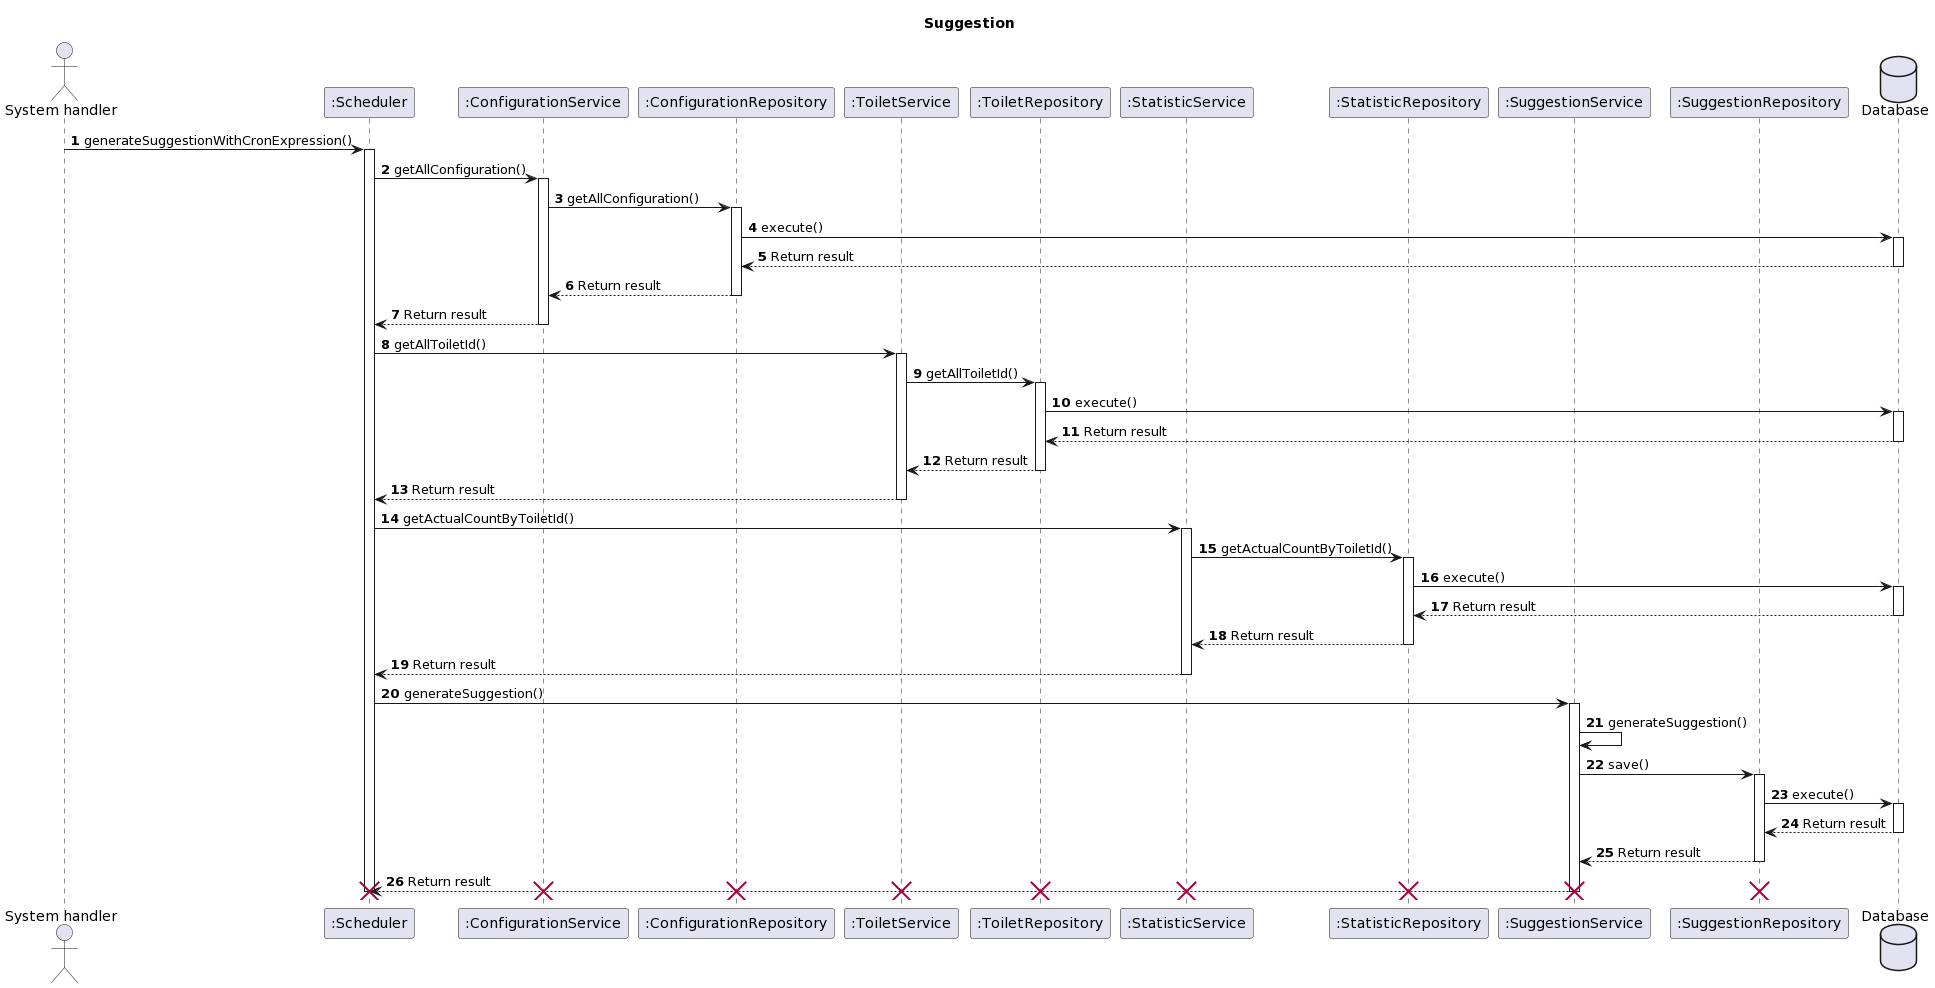 Suggestion
System handler
:Scheduler
:ConfigurationService
:ConfigurationRepository
:ToiletService
:ToiletRepository
:StatisticService
:StatisticRepository
:SuggestionService
:SuggestionRepository
Database
1 generateSuggestionWithCronExpression()
2 getAllConfiguration()
3 getAllConfiguration()
4 execute()
5 Return result
6 Return result
7 Return result
8 getAllToiletId()
9 getAllToiletId()
10 execute()
11 Return result
12 Return result
13 Return result
14 getActualCountByToiletId()
15 getActualCountByToiletId()
16 execute()
17 Return result
18 Return result
19 Return result
20 generateSuggestion()
21 generateSuggestion()
22 save()
23 execute()
24 Return result
25 Return result
26 Return result
System handler
:Scheduler
:ConfigurationService
:ConfigurationRepository
:ToiletService
:ToiletRepository
:StatisticService
:StatisticRepository
:SuggestionService
:SuggestionRepository
Database